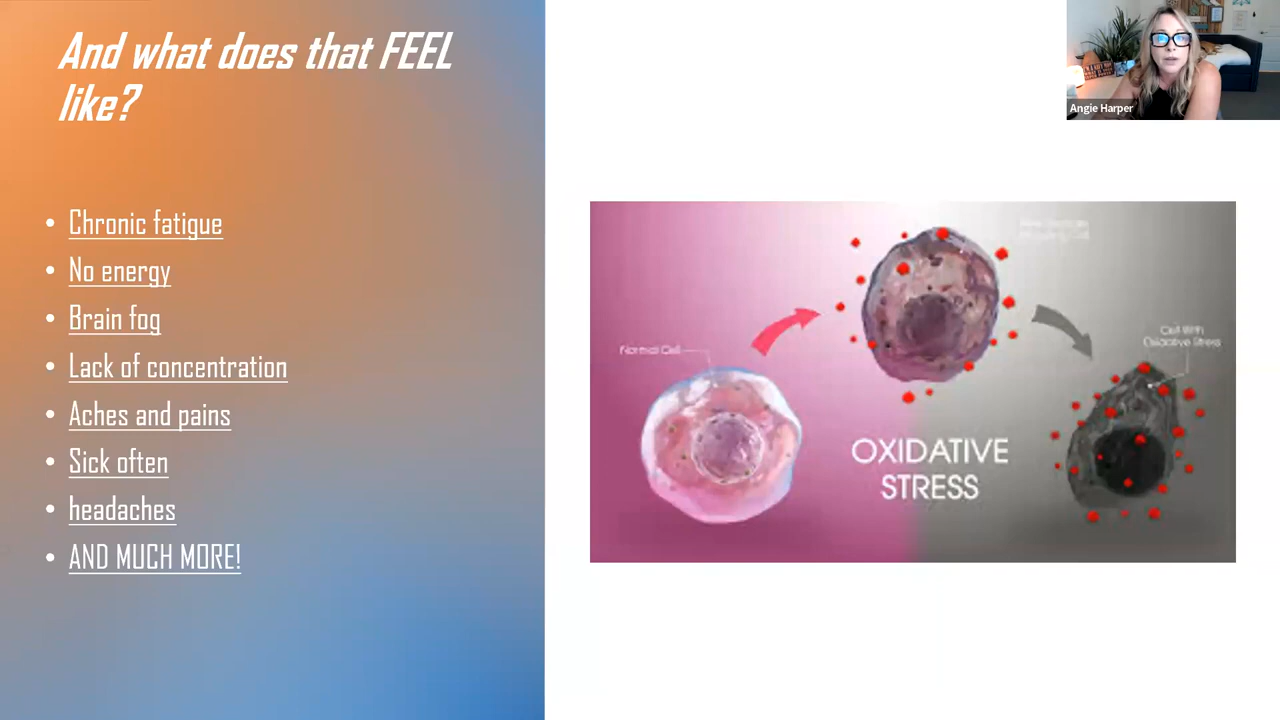 And what does that FEEL
like?
• Chronic fatigue
• No energy
• Brain fog
• Lack of concentration
• Aches and pains
• Sick often
• headaches
• AND MUCH MORE!
Angie Harper
Normal Cell
Cell With
Oxidative Stress
OXIDATIVE
STRESS